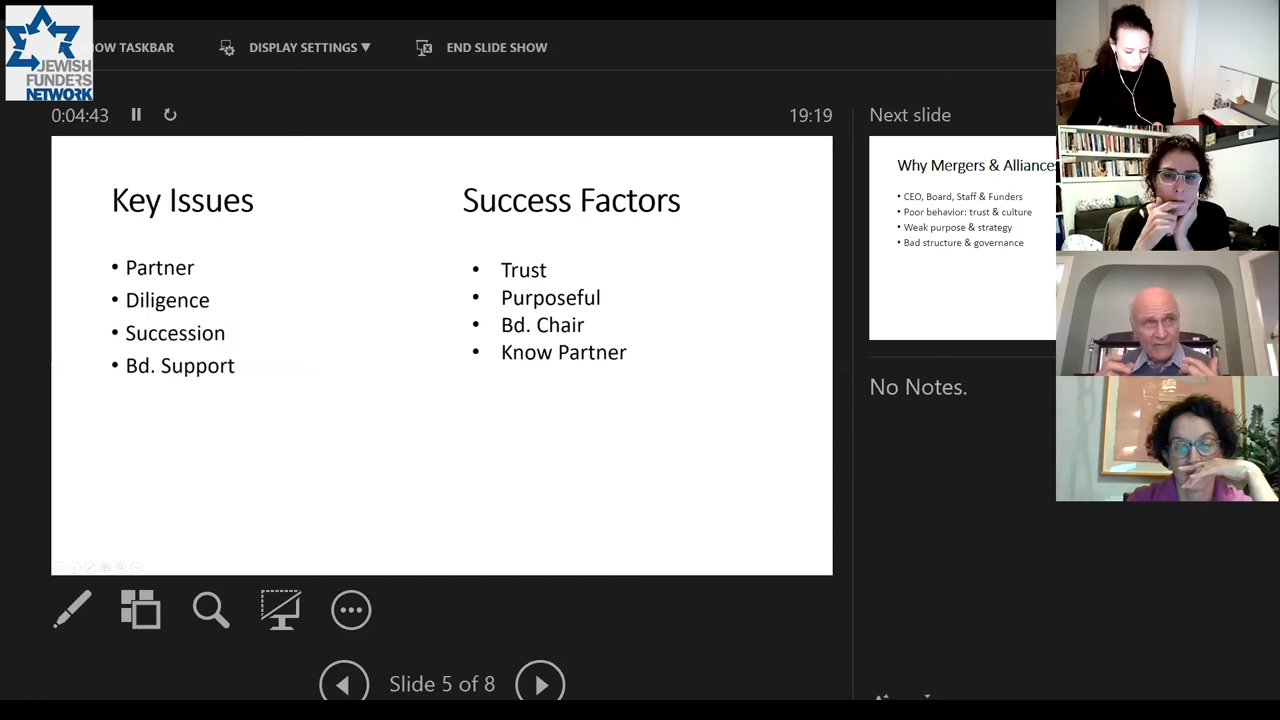 OW TASKBAR
DISPLAY SETTINGS ▼
END SLIDE SHOW
JEWISH
FUNDERS
NETWORK
0:04:43
19:19
Next slide
Key Issues
• Partner
• Diligence
• Succession
• Bd. Support
Success Factors
• Trust
• Purposeful
• Bd. Chair
• Know Partner
Why Mergers & Alliance
• CEO, Board, Staff & Funders
• Poor behavior: trust & culture
• Weak purpose & strategy
• Bad structure & governance
No Notes.
Slide 5 of 8